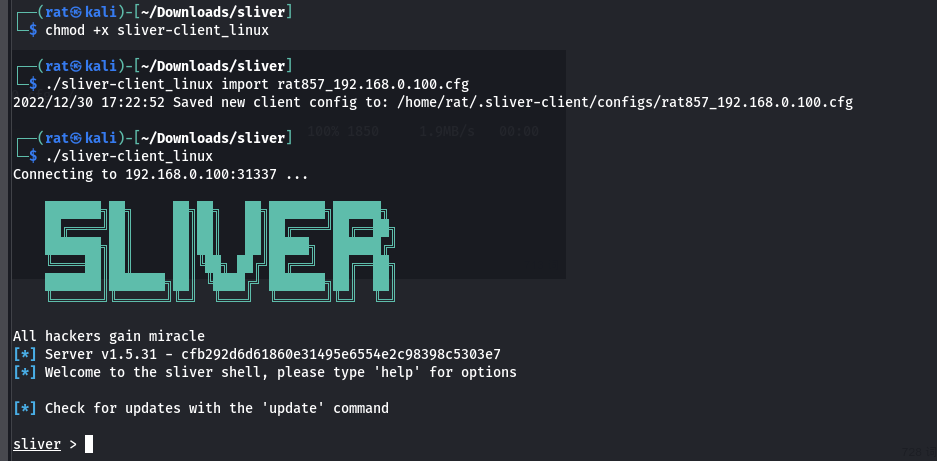 ┌──(rat㉿kali)-[~/Downloads/sliver]
└─$ chmod +x sliver-client_linux
┌──(rat㉿kali)-[~/Downloads/sliver]
└─$ ./sliver-client_linux import rat857_192.168.0.100.cfg
2022/12/30 17:22:52 Saved new client config to: /home/rat/.sliver-client/configs/rat857_192.168.0.100.cfg
100% 1050 1.9MB/s 00:00
┌──(rat㉿kali)-[~/Downloads/sliver]
└─$ ./sliver-client_linux
Connecting to 192.168.0.100:31337 ...
SLIVER
All hackers gain miracle
[*] Server v1.5.31 - cfb292d6d61860e31495e6554e2c98398c5303e7
[*] Welcome to the sliver shell, please type 'help' for options
[*] Check for updates with the 'update' command
sliver >